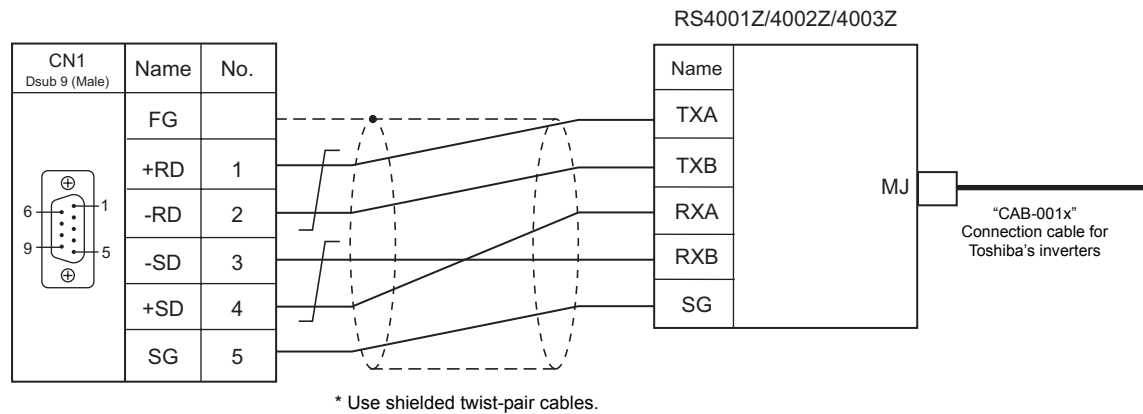 RS4001Z/4002Z/4003Z
CN1
Dsub 9 (Male)
Name
No.
FG
+RD
1
-RD
2
-SD
3
+SD
4
SG
5
6
1
9
5
Name
TXA
TXB
RXA
RXB
SG
MJ
“CAB-001x”
Connection cable for
Toshiba’s inverters
* Use shielded twist-pair cables.